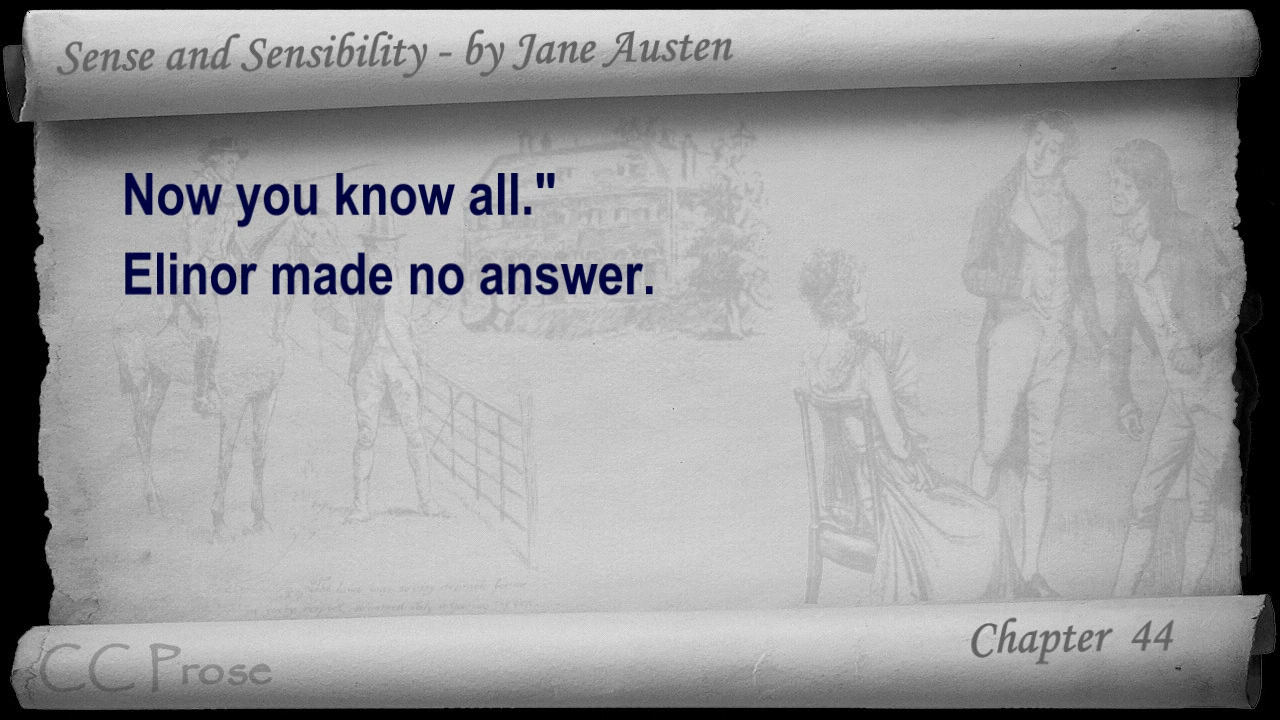 Sense and Sensibility - by Jane Austen
Now you know all."
Elinor made no answer.
Chapter 44
CC Prose